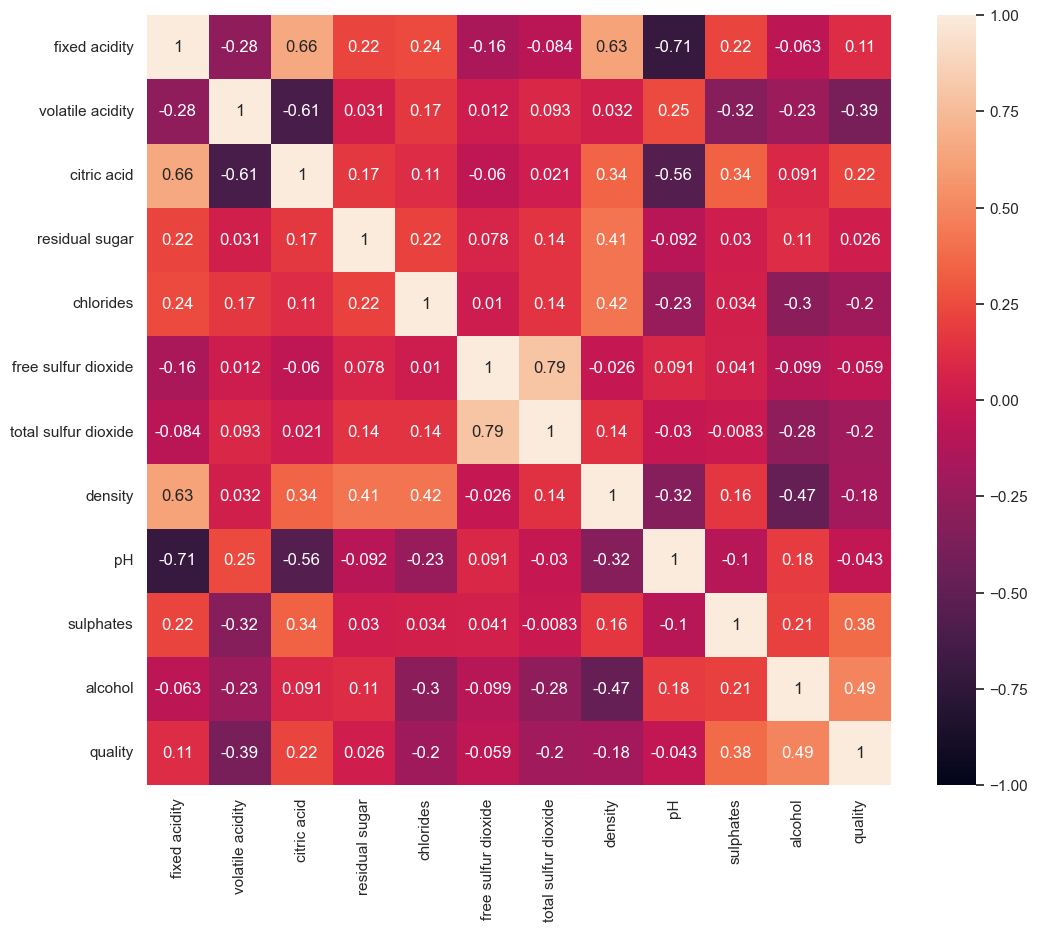 fixed acidity 1 -0.28 0.66 0.22 0.24 -0.16 -0.084 0.63 -0.71 0.22 -0.063 0.11
volatile acidity -0.28 1 -0.61 0.031 0.17 0.012 0.093 0.032 0.25 -0.32 -0.23 -0.39
citric acid 0.66 -0.61 1 0.17 0.11 -0.06 0.021 0.34 -0.56 0.34 0.091 0.22
residual sugar 0.22 0.031 0.17 1 0.22 0.078 0.14 0.41 -0.092 0.03 0.11 0.026
chlorides 0.24 0.17 0.11 0.22 1 0.01 0.14 0.42 -0.23 0.034 -0.3 -0.2
free sulfur dioxide -0.16 0.012 -0.06 0.078 0.01 1 0.79 -0.026 0.091 0.041 -0.099 -0.059
total sulfur dioxide -0.084 0.093 0.021 0.14 0.14 0.79 1 0.14 -0.03 -0.0083 -0.28 -0.2
density 0.63 0.032 0.34 0.41 0.42 -0.026 0.14 1 -0.32 0.16 -0.47 -0.18
pH -0.71 0.25 -0.56 -0.092 -0.23 0.091 -0.03 -0.32 1 -0.1 0.18 -0.043
sulphates 0.22 -0.32 0.34 0.03 0.034 0.041 -0.0083 0.16 -0.1 1 0.21 0.38
alcohol -0.063 -0.23 0.091 0.11 -0.3 -0.099 -0.28 -0.47 0.18 0.21 1 0.49
quality 0.11 -0.39 0.22 0.026 -0.2 -0.059 -0.2 -0.18 -0.043 0.38 0.49 1
fixed acidity
volatile acidity
citric acid
residual sugar
chlorides
free sulfur dioxide
total sulfur dioxide
density
pH
sulphates
alcohol
quality
1.00
0.75
0.50
0.25
0.00
−0.25
−0.50
−0.75
−1.00